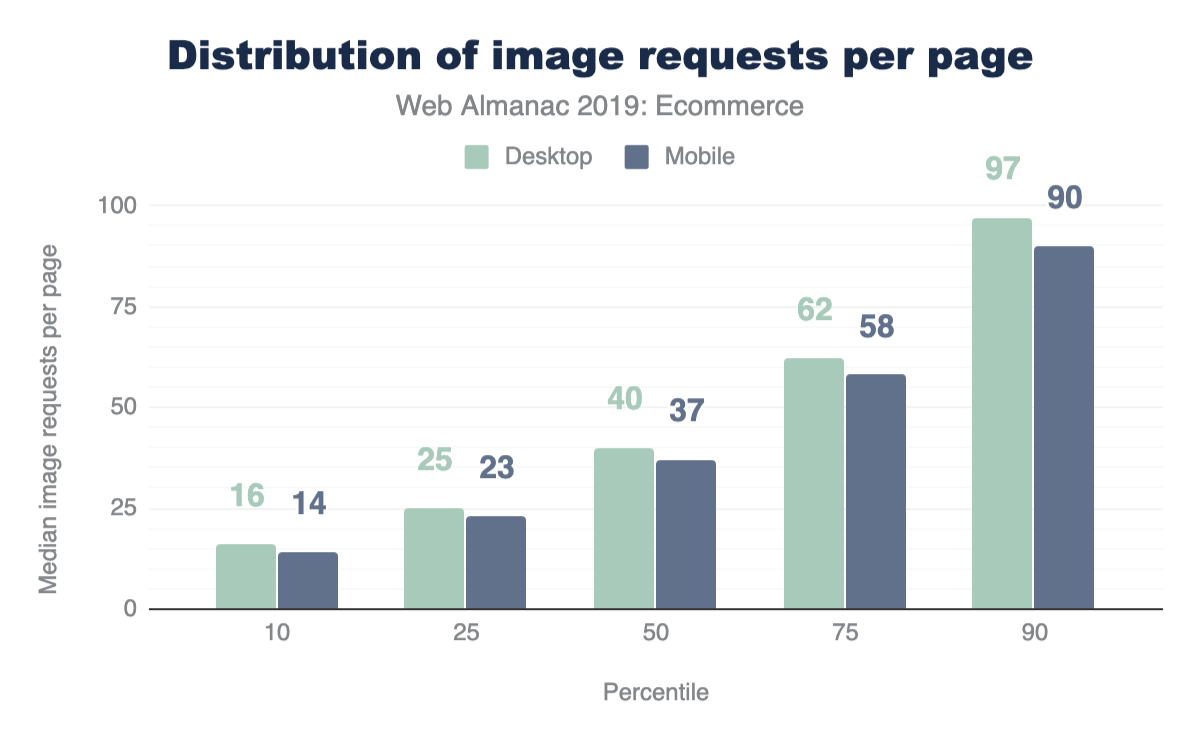 Distribution of image requests per page
Web Almanac 2019: Ecommerce
Desktop Mobile
Median image requests per page
100
75
50
25
0
16 14
25 23
40 37
62 58
97 90
10 25 50 75 90
Percentile